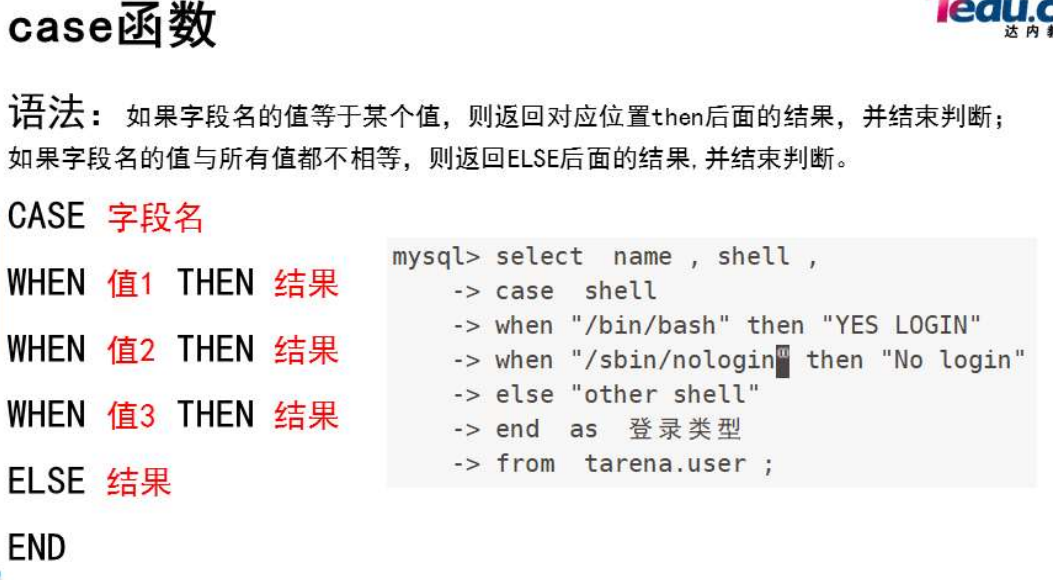 case函数
Tedu.c
达内教
语法： 如果字段名的值等于某个值，则返回对应位置then后面的结果，并结束判断；
如果字段名的值与所有值都不相等，则返回ELSE后面的结果,并结束判断。
CASE 字段名
WHEN 值1 THEN 结果
WHEN 值2 THEN 结果
WHEN 值3 THEN 结果
ELSE 结果
END
mysql> select  name , shell ,
-> case  shell
-> when "/bin/bash" then "YES LOGIN"
-> when "/sbin/nologin" then "No login"
-> else "other shell"
-> end  as  登录类型
-> from  tarena.user ;